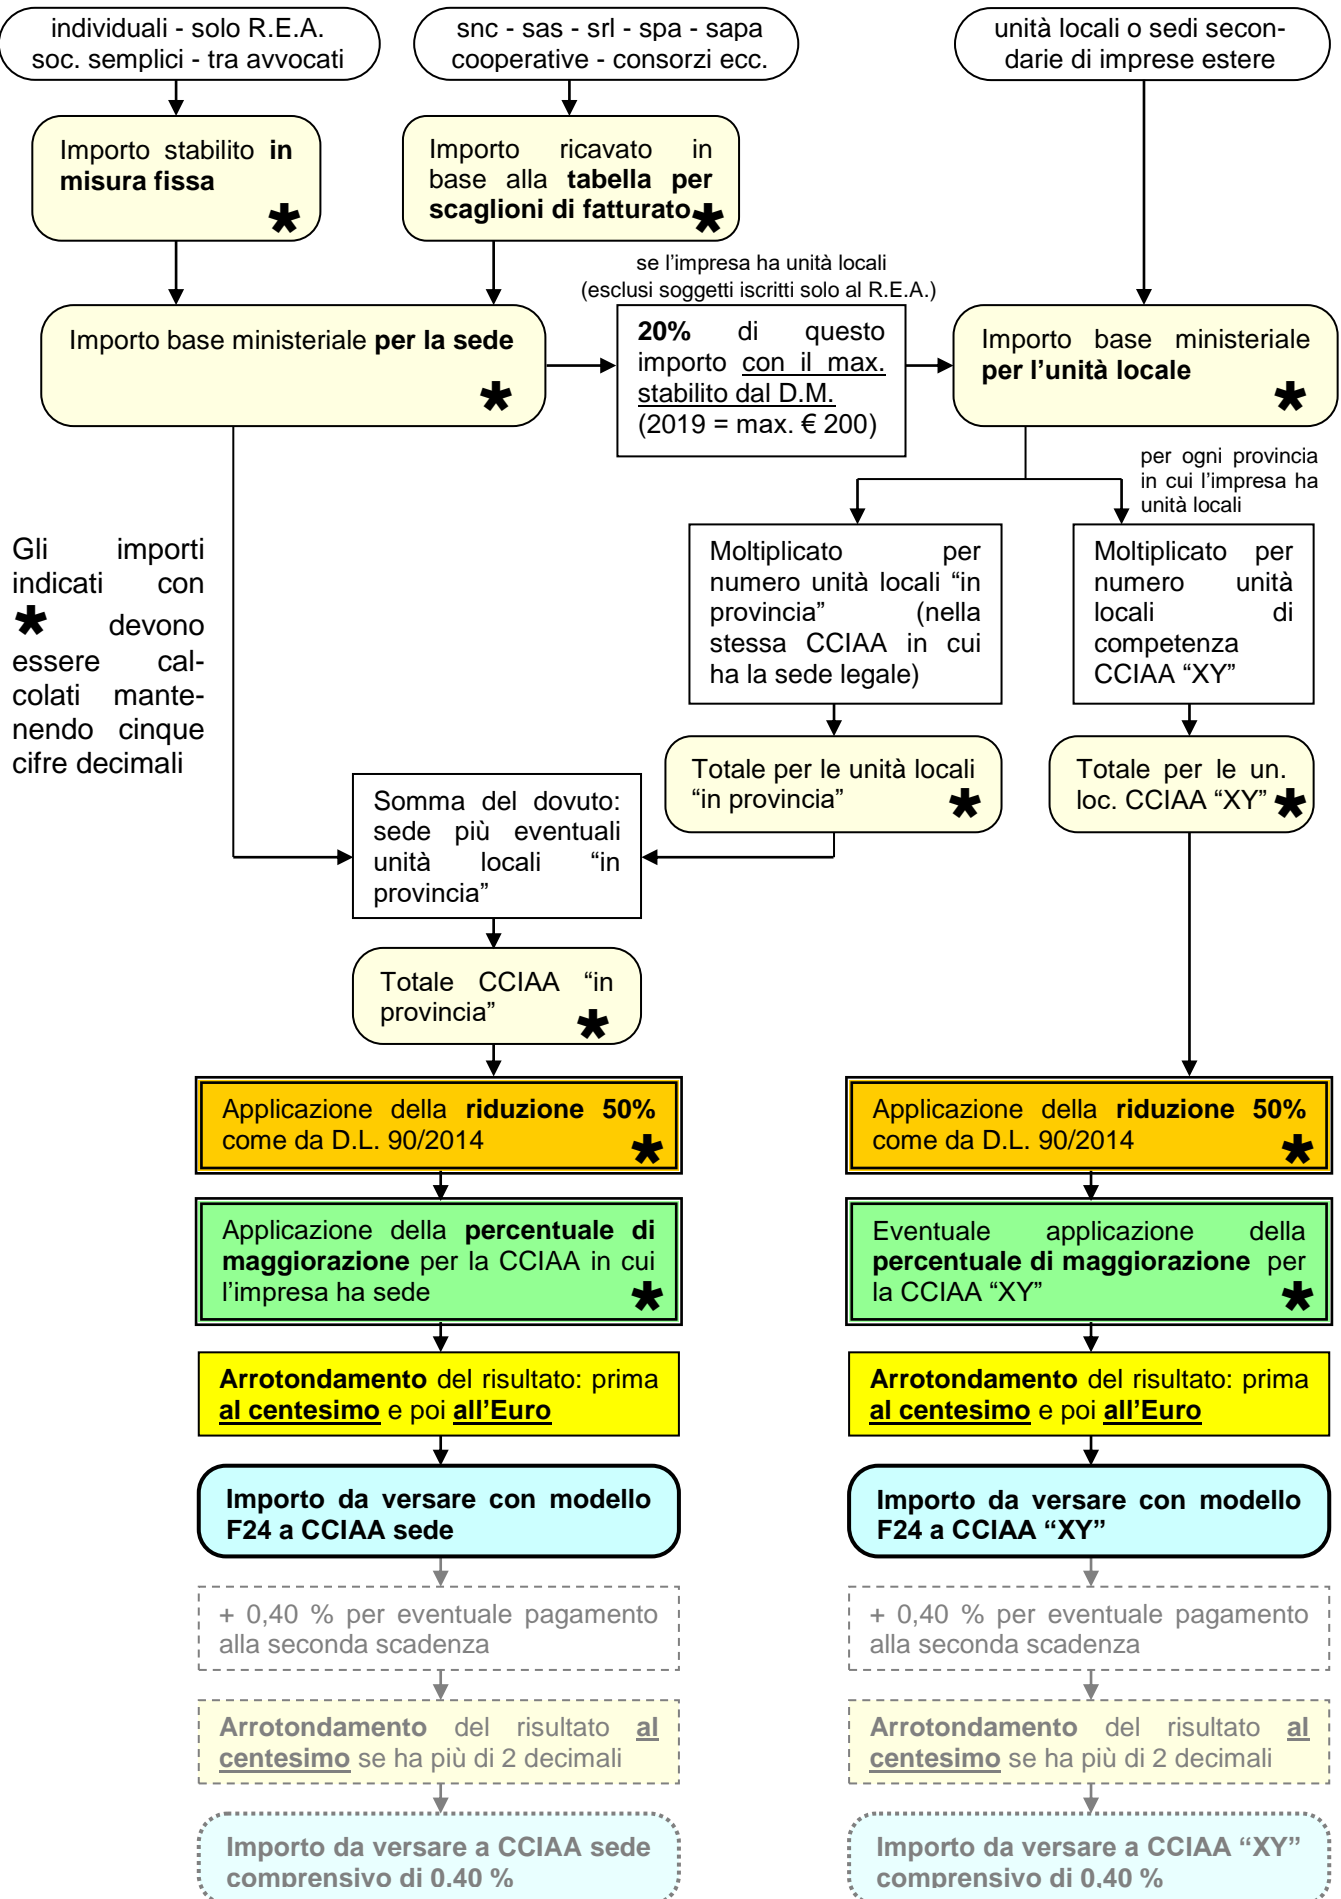 individuali - solo R.E.A.
soc. semplici - tra avvocati
snc - sas - srl - spa - sapa
cooperative - consorzi ecc.
unità locali o sedi secon-
darie di imprese estere
Importo stabilito in
misura fissa
*
Importo ricavato in
base alla tabella per
scaglioni di fatturato
*
se l'impresa ha unità locali
(esclusi soggetti iscritti solo al R.E.A.)
Importo base ministeriale per la sede
*
20% di questo
importo con il max.
stabilito dal D.M.
(2019 = max. € 200)
Importo base ministeriale
per l'unità locale
*
per ogni provincia
in cui l'impresa ha
unità locali
Gli importi
indicati con
* devono
essere cal-
colati mante-
nendo cinque
cifre decimali
Moltiplicato per
numero unità locali “in
provincia” (nella
stessa CCIAA in cui
ha la sede legale)
Moltiplicato per
numero unità
locali di
competenza
CCIAA “XY”
Totale per le unità locali
“in provincia”
*
Totale per le un.
loc. CCIAA “XY”
*
Somma del dovuto:
sede più eventuali
unità locali “in
provincia”
Totale CCIAA “in
provincia”
*
Applicazione della riduzione 50%
come da D.L. 90/2014
*
Applicazione della riduzione 50%
come da D.L. 90/2014
*
Applicazione della percentuale di
maggiorazione per la CCIAA in cui
l'impresa ha sede
*
Eventuale applicazione della
percentuale di maggiorazione per
la CCIAA “XY”
*
Arrotondamento del risultato: prima
al centesimo e poi all'Euro
Arrotondamento del risultato: prima
al centesimo e poi all'Euro
Importo da versare con modello
F24 a CCIAA sede
Importo da versare con modello
F24 a CCIAA “XY”
+ 0,40 % per eventuale pagamento
alla seconda scadenza
+ 0,40 % per eventuale pagamento
alla seconda scadenza
Arrotondamento del risultato al
centesimo se ha più di 2 decimali
Arrotondamento del risultato al
centesimo se ha più di 2 decimali
Importo da versare a CCIAA sede
comprensivo di 0,40 %
Importo da versare a CCIAA “XY”
comprensivo di 0,40 %